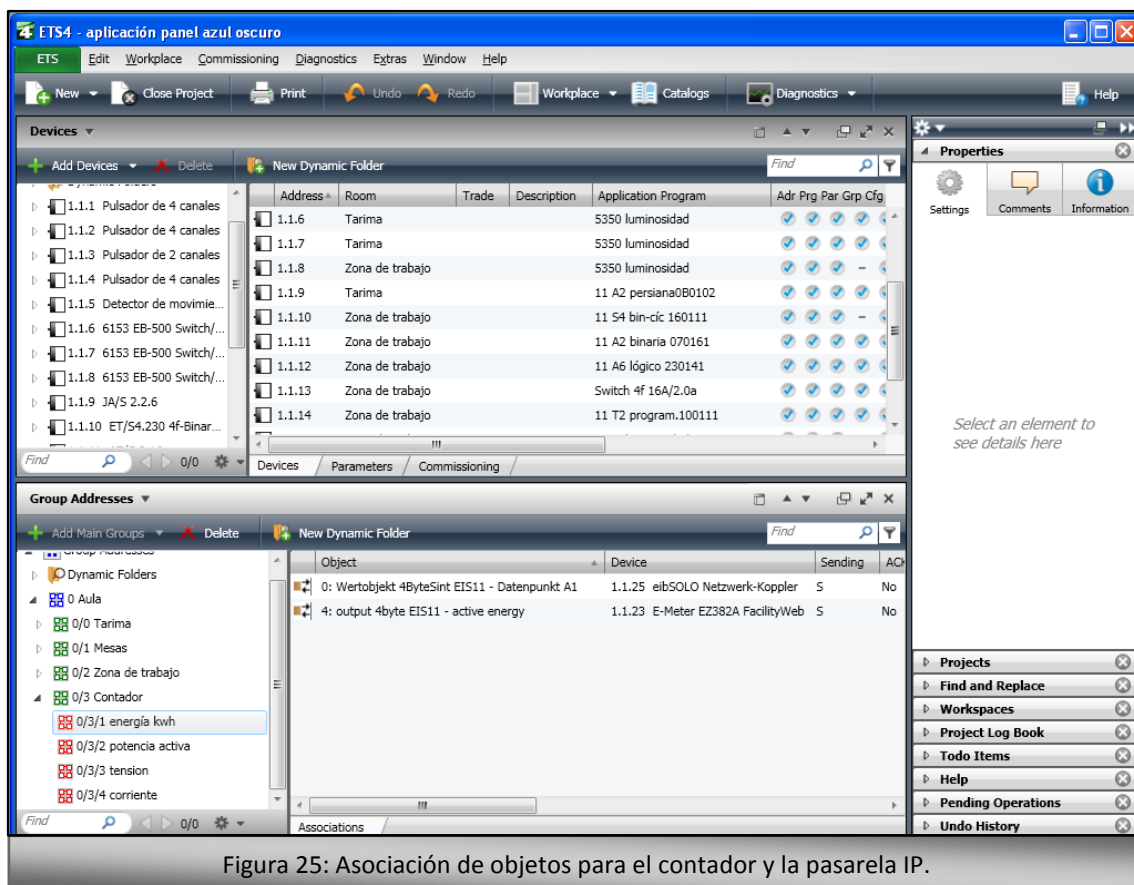 ETS4 - aplicación panel azul oscuro
ETS Edit Workplace Commissioning Diagnostics Extras Window Help
New Close Project Print Undo Redo Workplace Catalogs Diagnostics Help
Devices
Add Devices Delete New Dynamic Folder Find
1.1.1 Pulsador de 4 canales
1.1.2 Pulsador de 4 canales
1.1.3 Pulsador de 2 canales
1.1.4 Pulsador de 4 canales
1.1.5 Detector de movimie...
1.1.6 6153 EB-500 Switch/...
1.1.7 6153 EB-500 Switch/...
1.1.8 6153 EB-500 Switch/...
1.1.9 JA/S 2.2.6
1.1.10 ET/S4.230 4f-Binar...
Find 0/0
Address Room Trade Description Application Program Adr Prg Par Grp Cfg
1.1.6 Tarima 5350 luminosidad
1.1.7 Tarima 5350 luminosidad
1.1.8 Zona de trabajo 5350 luminosidad
1.1.9 Tarima 11 A2 persiana0B0102
1.1.10 Zona de trabajo 11 S4 bin-cíc 160111
1.1.11 Zona de trabajo 11 A2 binaria 070161
1.1.12 Zona de trabajo 11 A6 lógico 230141
1.1.13 Zona de trabajo Switch 4f 16A/2.0a
1.1.14 Zona de trabajo 11 T2 program.100111
Devices Parameters Commissioning
Group Addresses
Add Main Groups Delete New Dynamic Folder Find
Group Addresses
Dynamic Folders
0 Aula
0/0 Tarima
0/1 Mesas
0/2 Zona de trabajo
0/3 Contador
0/3/1 energía kwh
0/3/2 potencia activa
0/3/3 tension
0/3/4 corriente
Find 0/0
Object Device Sending
0: Wertobjekt 4ByteSint EIS11 - Datenpunkt A1 1.1.25 eibSOLO Netzwerk-Koppler S No
4: output 4byte EIS11 - active energy 1.1.23 E-Meter EZ382A FacilityWeb S No
Associations
Properties
Settings Comments Information
Select an element to
see details here
Projects
Find and Replace
Workspaces
Project Log Book
Todo Items
Help
Pending Operations
Undo History
Figura 25: Asociación de objetos para el contador y la pasarela IP.